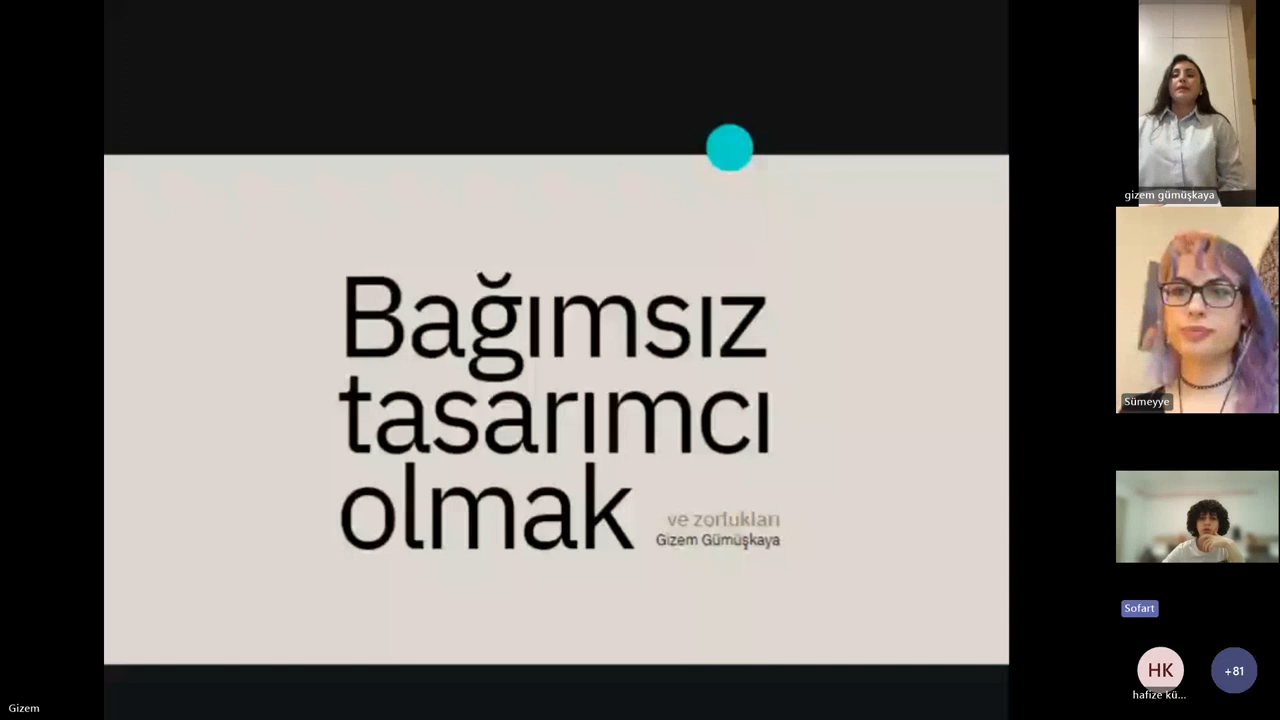 Bağımsız
tasarımcı
olmak
ve zorlukları
Gizem Gümüşkaya
gizem gümüşkaya
Sümeyye
Sofart
HK
+81
hafize kü...
Gizem